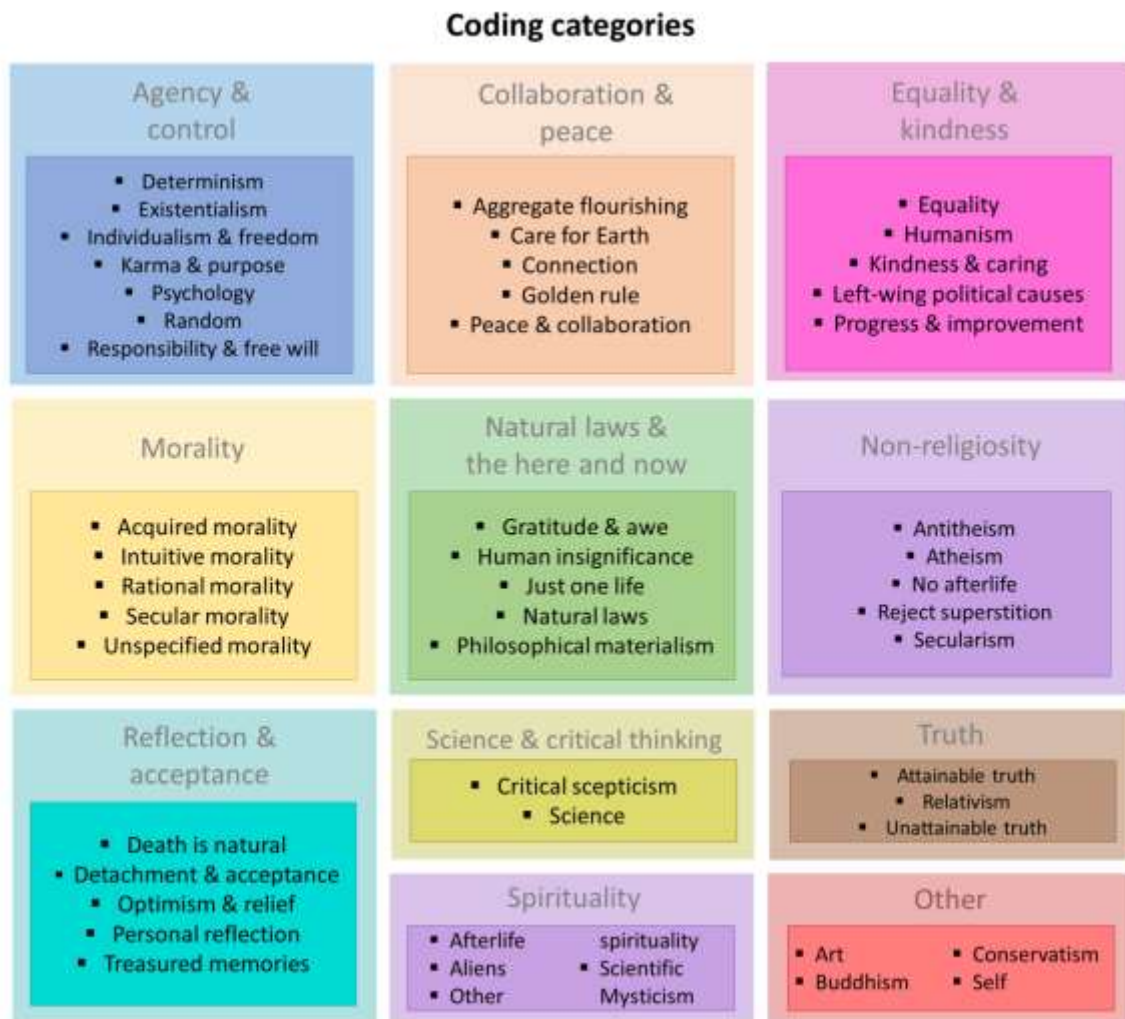 Coding categories
Agency &
control
▪ Determinism
▪ Existentialism
▪ Individualism & freedom
▪ Karma & purpose
▪ Psychology
▪ Random
▪ Responsibility & free will
Collaboration &
peace
▪ Aggregate flourishing
▪ Care for Earth
▪ Connection
▪ Golden rule
▪ Peace & collaboration
Equality &
kindness
▪ Equality
▪ Humanism
▪ Kindness & caring
▪ Left-wing political causes
▪ Progress & improvement
Morality
▪ Acquired morality
▪ Intuitive morality
▪ Rational morality
▪ Secular morality
▪ Unspecified morality
Natural laws &
the here and now
▪ Gratitude & awe
▪ Human insignificance
▪ Just one life
▪ Natural laws
▪ Philosophical materialism
Non-religiosity
▪ Antitheism
▪ Atheism
▪ No afterlife
▪ Reject superstition
▪ Secularism
Reflection &
acceptance
▪ Death is natural
▪ Detachment & acceptance
▪ Optimism & relief
▪ Personal reflection
▪ Treasured memories
Science & critical thinking
▪ Critical scepticism
▪ Science
Truth
▪ Attainable truth
▪ Relativism
▪ Unattainable truth
Spirituality
▪ Afterlife
▪ Aliens
▪ Other
spirituality
▪ Scientific
Mysticism
Other
▪ Art
▪ Buddhism
▪ Conservatism
▪ Self